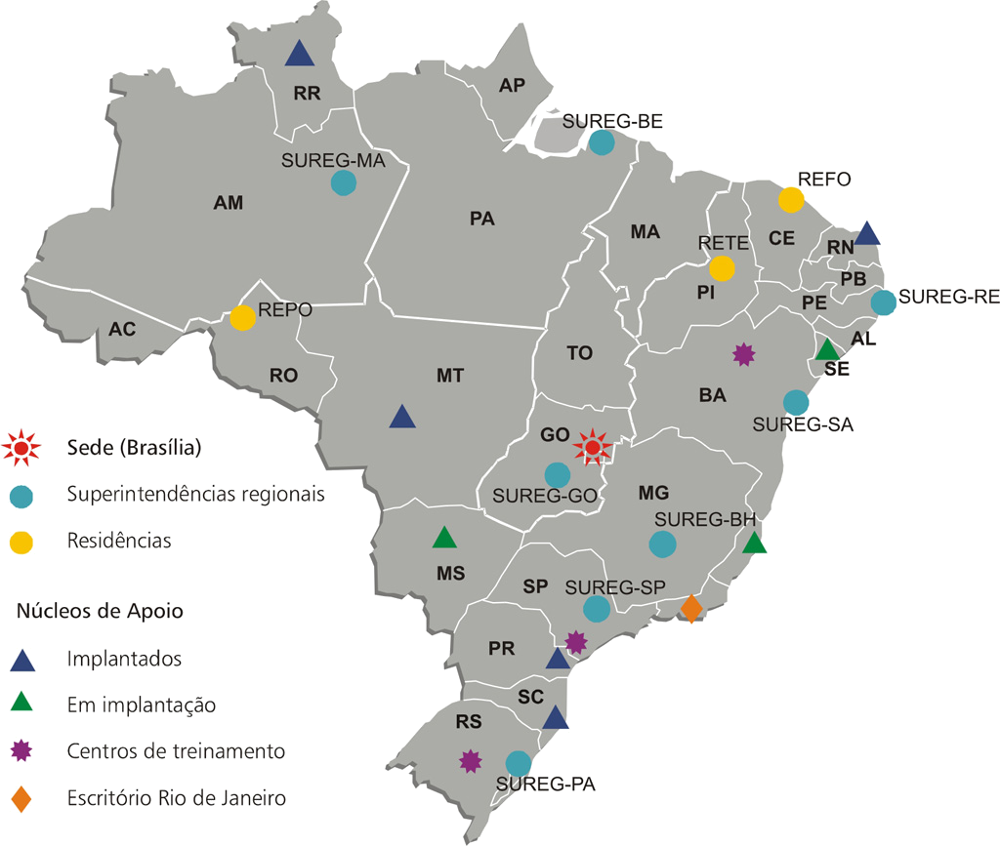 RR
AP
SUREG-BE
SUREG-MA
REFO
AM
PA
MA
CE
RETE
RN
PB
PI
PE
SUREG-RE
REPO
AC
AL
SE
TO
RO
MT
BA
SUREG-SA
GO
SUREG-GO
MG
SUREG-BH
MS
SP
SUREG-SP
PR
SC
RS
SUREG-PA
Sede (Brasília)
Superintendências regionais
Residências
Núcleos de Apoio
Implantados
Em implantação
Centros de treinamento
Escritório Rio de Janeiro